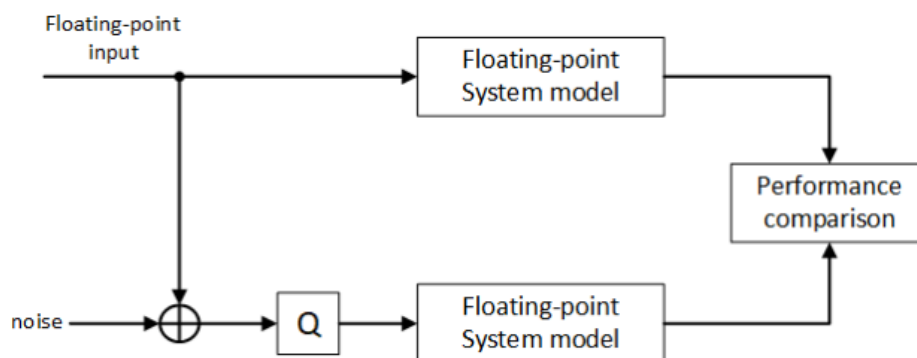 Floating-point
input
Floating-point
System model
Performance
comparison
noise
Q
Floating-point
System model